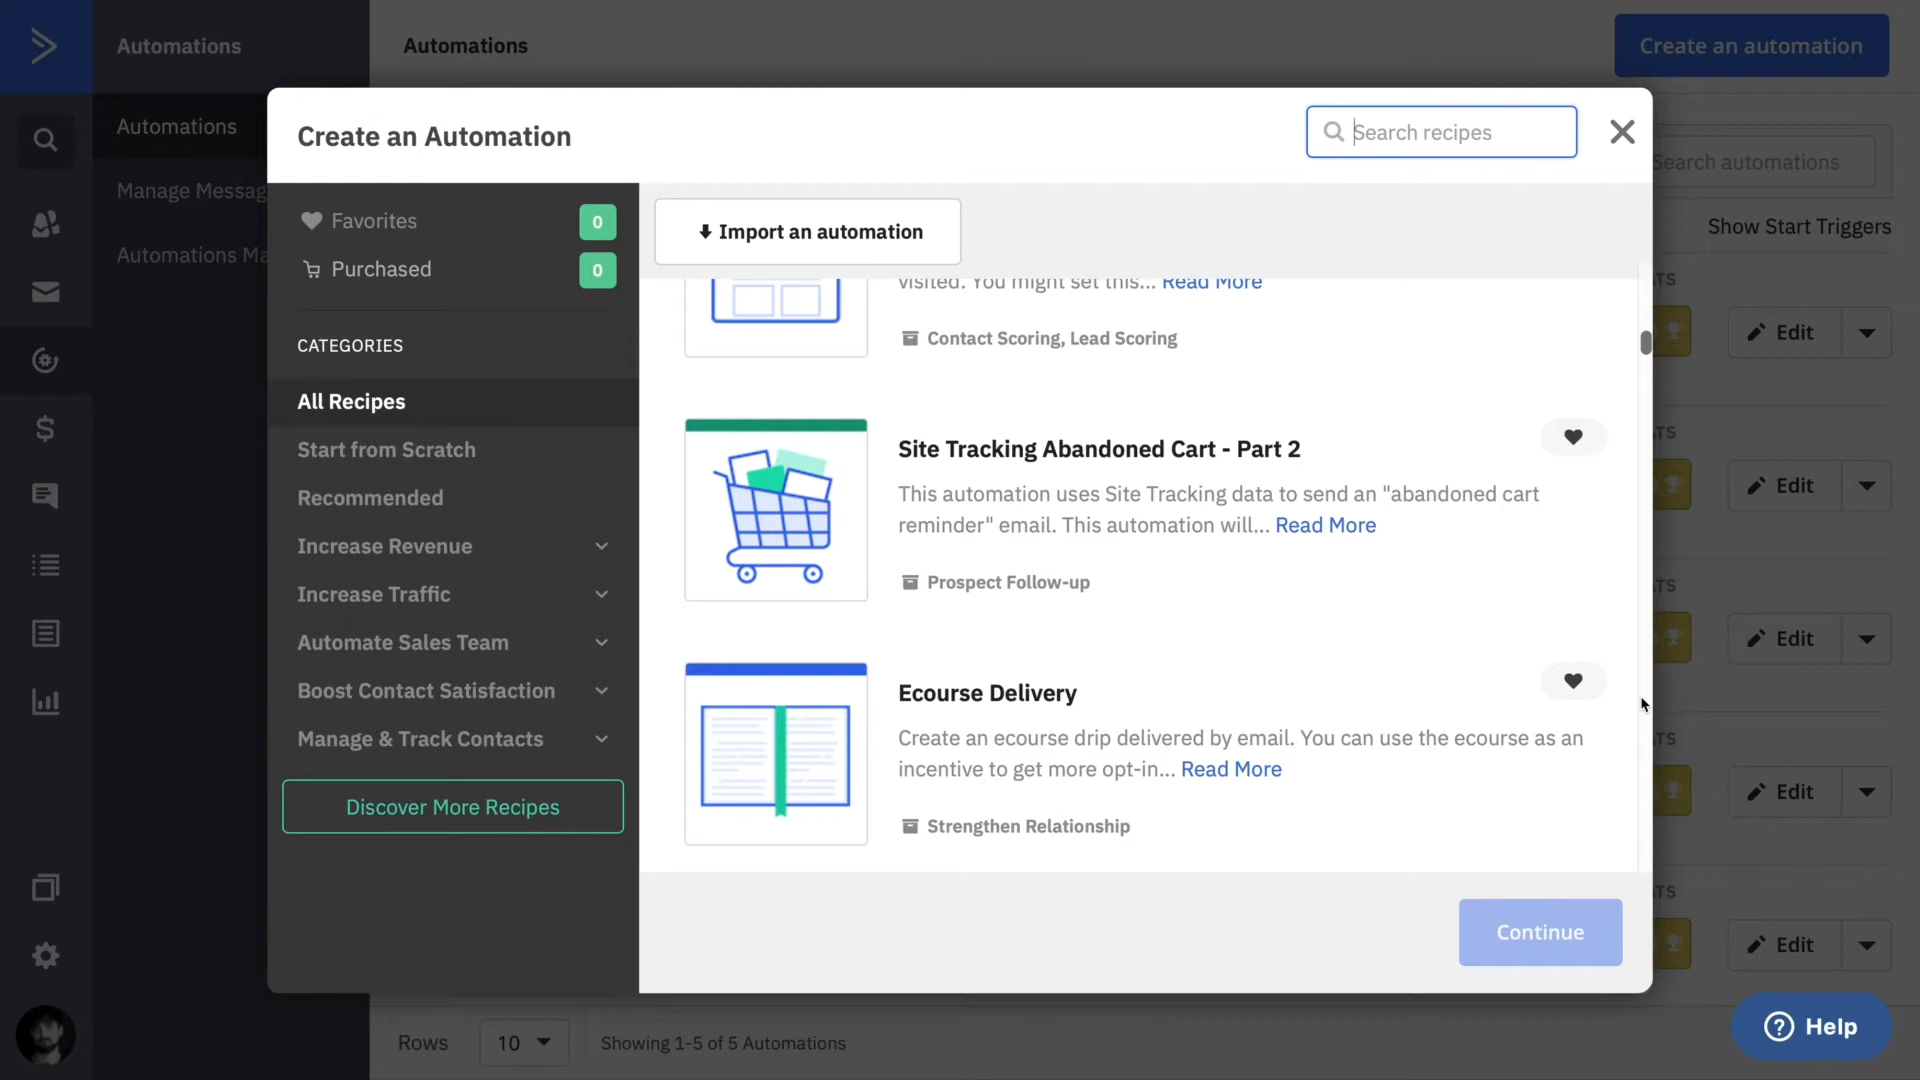 Automations
Automations
Create an automation
Automations
Manage Messag
Automations Ma
Search automations
Show Start Triggers
Create an Automation
Search recipes
Favorites
0
Purchased
0
CATEGORIES
All Recipes
Start from Scratch
Recommended
Increase Revenue
Increase Traffic
Automate Sales Team
Boost Contact Satisfaction
Manage & Track Contacts
Discover More Recipes
Import an automation
visited. You might set this... Read More
Contact Scoring, Lead Scoring
Site Tracking Abandoned Cart - Part 2
This automation uses Site Tracking data to send an "abandoned cart
reminder" email. This automation will... Read More
Prospect Follow-up
Ecourse Delivery
Create an ecourse drip delivered by email. You can use the ecourse as an
incentive to get more opt-in... Read More
Strengthen Relationship
Continue
Edit
Edit
Edit
Edit
Edit
Rows
10
Showing 1-5 of 5 Automations
Help